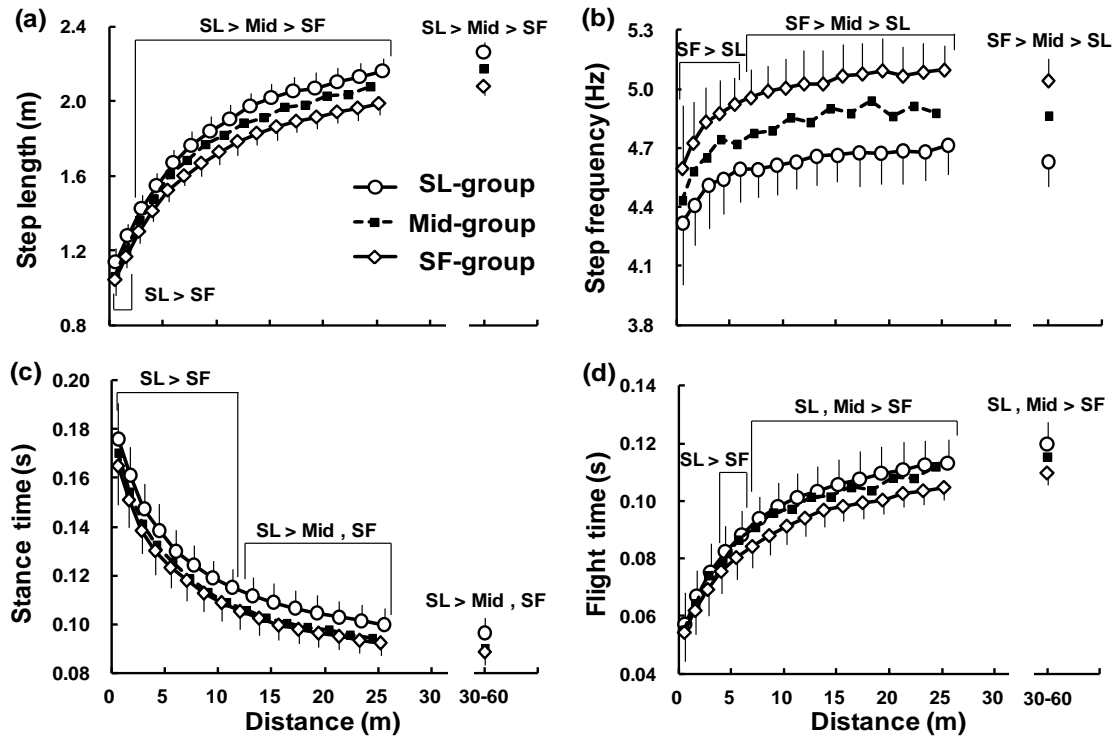 (a)
SL > Mid > SF
SL > Mid > SF
2.4
2.0
1.6
1.2
0.8
Step length (m)
SL-group
Mid-group
SF-group
SL > SF
(b)
SF > Mid > SL
SF > SL
SF > Mid > SL
5.3
5.0
4.7
4.4
4.1
3.8
Step frequency (Hz)
(c)
SL > SF
0.20
0.18
0.16
0.14
0.12
0.10
0.08
Stance time (s)
SL > Mid , SF
SL > Mid , SF
0 5 10 15 20 25 30 30-60
Distance (m)
(d)
SL , Mid > SF
SL , Mid > SF
SL > SF
0.14
0.12
0.10
0.08
0.06
0.04
Flight time (s)
0 5 10 15 20 25 30 30-60
Distance (m)